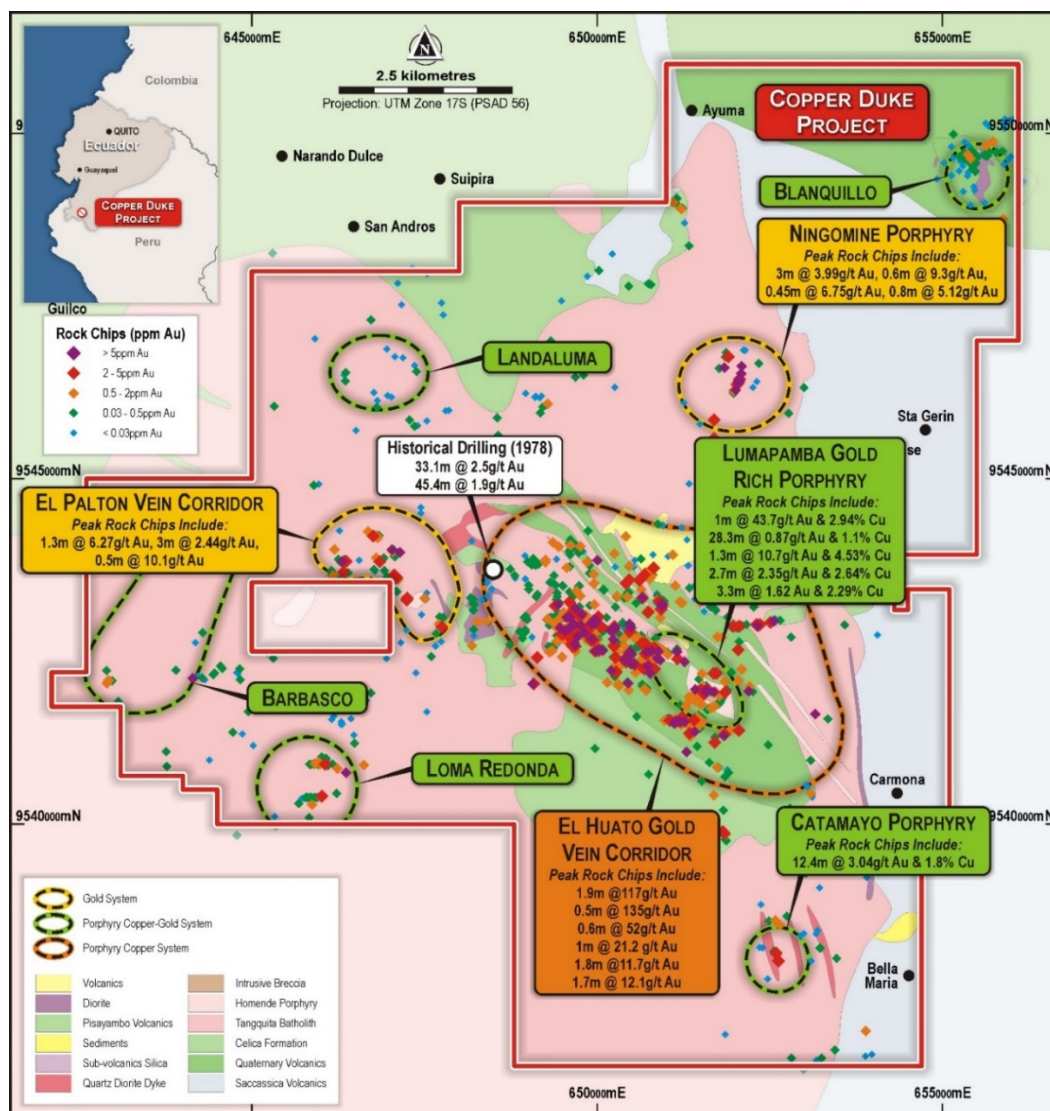 645000mE
650000mE
655000mE
Colombia
QUITO
Ecuador
Guayaquel
COPPER DUKE
PROJECT
Peru
N
2.5 kilometres
Projection: UTM Zone 17S (PSAD 56)
COPPER DUKE
PROJECT
9550000mN
Ayuma
Narando Dulce
Suipira
San Andros
BLANQUILLO
NINGOMINE PORPHYRY
Peak Rock Chips Include:
3m @ 3.99g/t Au, 0.6m @ 9.3g/t Au,
0.45m @ 6.75g/t Au, 0.8m @ 5.12g/t Au
Guilco
Rock Chips (ppm Au)
> 5ppm Au
2 - 5ppm Au
0.5 - 2ppm Au
0.03 - 0.5ppm Au
< 0.03ppm Au
LANDALUMA
Sta Gerin
se
9545000mN
9545000mN
Historical Drilling (1978)
33.1m @ 2.5g/t Au
45.4m @ 1.9g/t Au
LUMAPAMBA GOLD
RICH PORPHYRY
Peak Rock Chips Include:
1m @ 43.7g/t Au & 2.94% Cu
28.3m @ 0.87g/t Au & 1.1% Cu
1.3m @ 10.7g/t Au & 4.53% Cu
2.7m @ 2.35g/t Au & 2.64% Cu
3.3m @ 1.62 Au & 2.29% Cu
EL PALTON VEIN CORRIDOR
Peak Rock Chips Include:
1.3m @ 6.27g/t Au, 3m @ 2.44g/t Au,
0.5m @ 10.1g/t Au
BARBASCO
LOMA REDONDA
Carmona
9540000mN
9540000mN
EL HUATO GOLD
VEIN CORRIDOR
Peak Rock Chips Include:
1.9m @117g/t Au
0.5m @ 135g/t Au
0.6m @ 52g/t Au
1m @ 21.2 g/t Au
1.8m @11.7g/t Au
1.7m @ 12.1g/t Au
CATAMAYO PORPHYRY
Peak Rock Chips Include:
12.4m @ 3.04g/t Au & 1.8% Cu
Bella
Maria
Gold System
Porphyry Copper-Gold System
Porphyry Copper System
Volcanics
Diorite
Pisayambo Volcanics
Sediments
Sub-volcanics Silica
Quartz Diorite Dyke
Intrusive Breccia
Homende Porphyry
Tangquita Batholith
Celica Formation
Quaternary Volcanics
Saccassica Volcanics
650000mE
655000mE